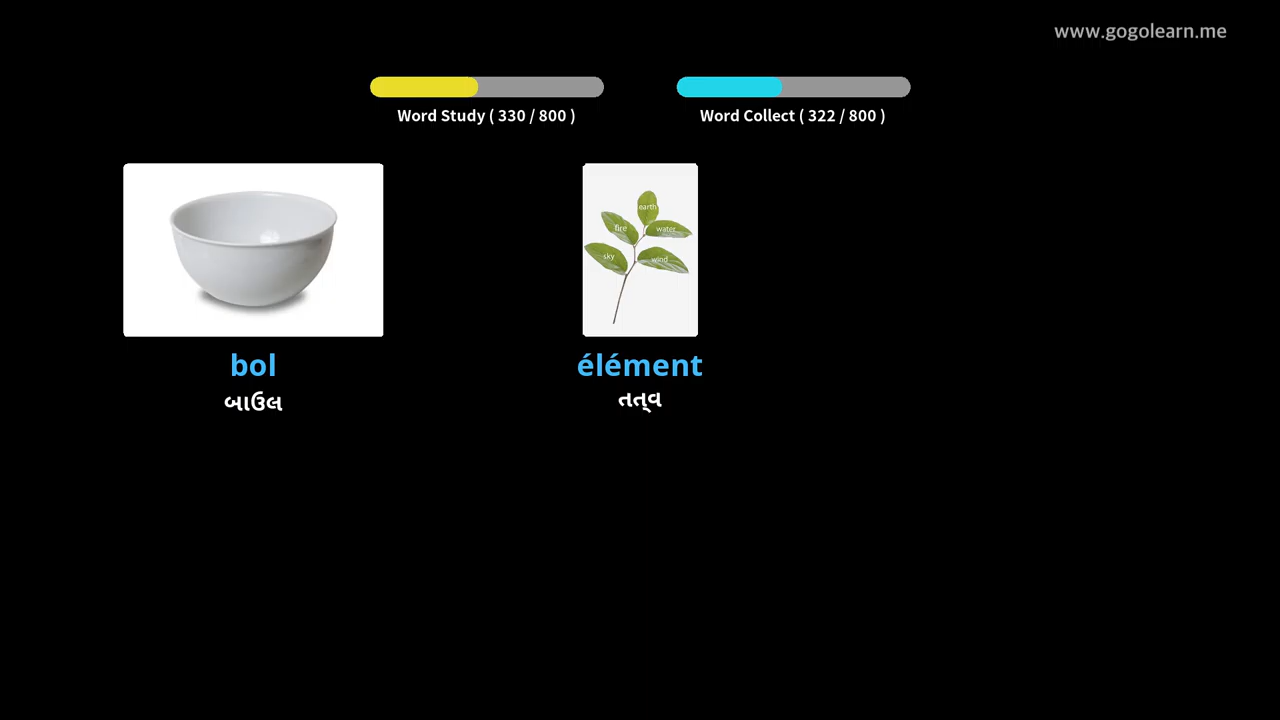 www.gogolearn.me
Word Study ( 330 / 800 )
Word Collect ( 322 / 800 )
earth
fire
water
sky
wind
bol
élément
બાઉલ
તત્વ